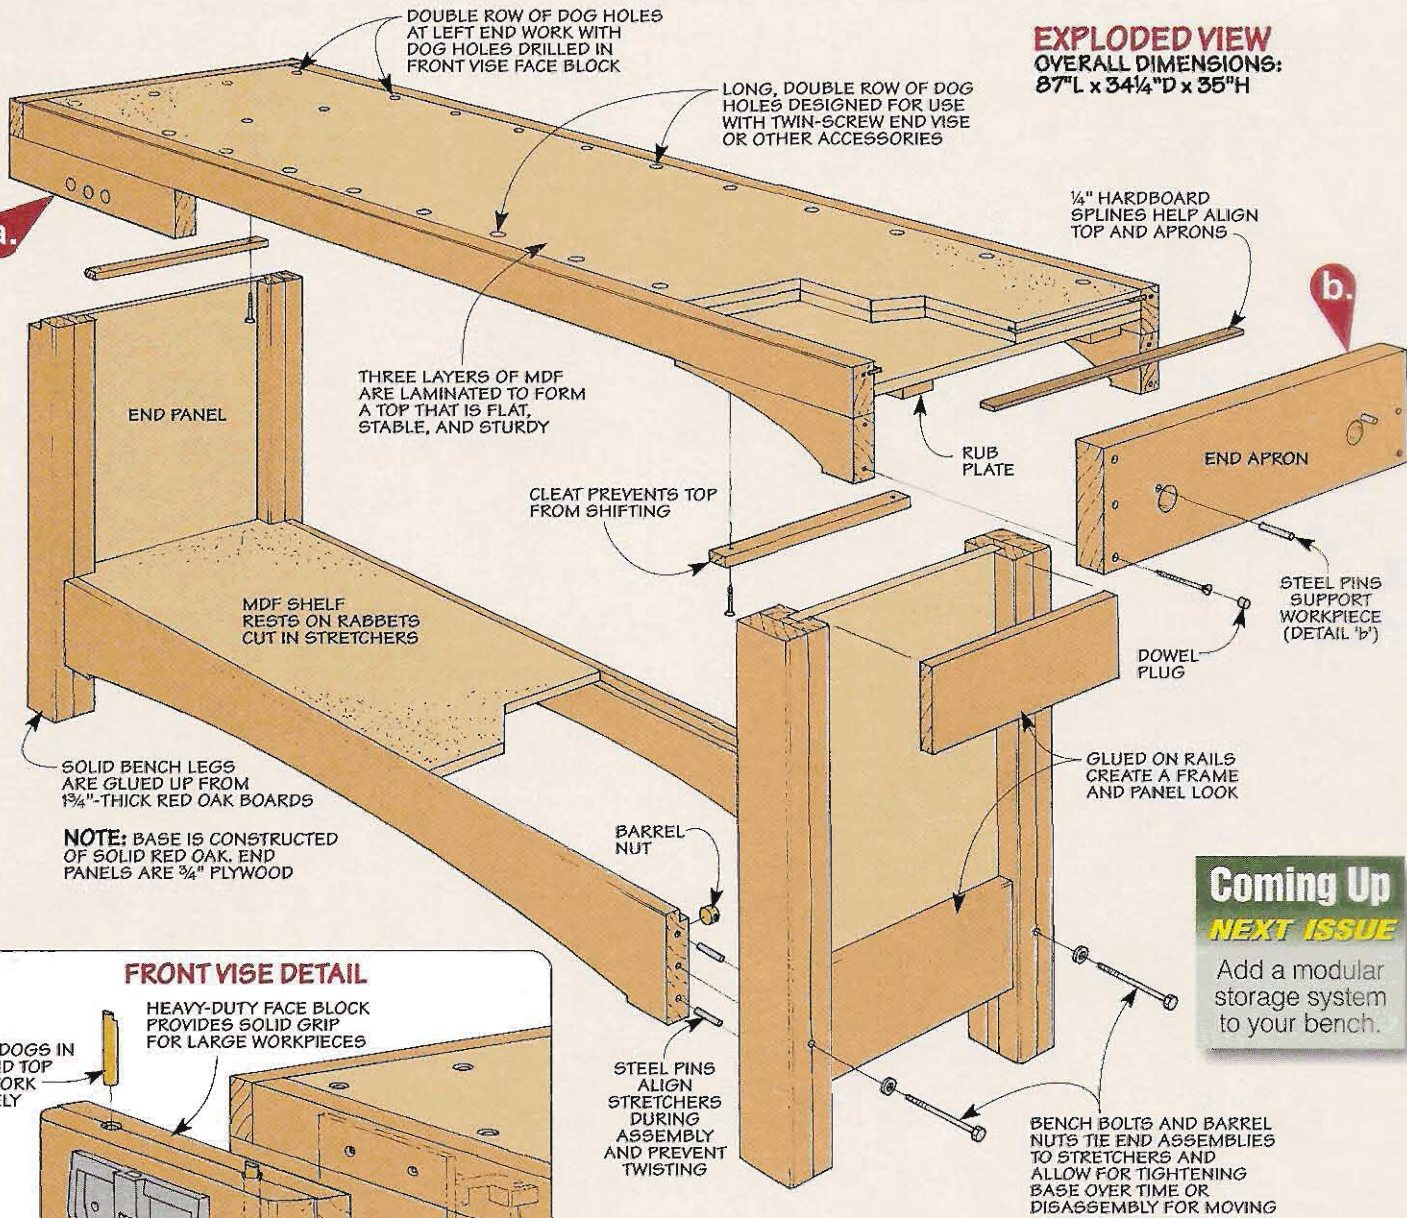 DOUBLE ROW OF DOG HOLES
AT LEFT END WORK WITH
DOG HOLES DRILLED IN
FRONT VISE FACE BLOCK
EXPLODED VIEW
OVERALL DIMENSIONS:
87"L x 34¼"D x 35"H
LONG, DOUBLE ROW OF DOG
HOLES DESIGNED FOR USE
WITH TWIN-SCREW END VISE
OR OTHER ACCESSORIES
¼" HARDBOARD
SPLINES HELP ALIGN
TOP AND APRONS
a.
b.
END PANEL
THREE LAYERS OF MDF
ARE LAMINATED TO FORM
A TOP THAT IS FLAT,
STABLE, AND STURDY
RUB
PLATE
END APRON
CLEAT PREVENTS TOP
FROM SHIFTING
STEEL PINS
SUPPORT
WORKPIECE
(DETAIL 'b')
MDF SHELF
RESTS ON RABBETS
CUT IN STRETCHERS
DOWEL
PLUG
SOLID BENCH LEGS
ARE GLUED UP FROM
1¾"-THICK RED OAK BOARDS
GLUED ON RAILS
CREATE A FRAME
AND PANEL LOOK
NOTE: BASE IS CONSTRUCTED
OF SOLID RED OAK. END
PANELS ARE ¾" PLYWOOD
BARREL
NUT
Coming Up
NEXT ISSUE
Add a modular
storage system
to your bench.
FRONT VISE DETAIL
HEAVY-DUTY FACE BLOCK
PROVIDES SOLID GRIP
FOR LARGE WORKPIECES
DOGS IN
TOP
STEEL PINS
ALIGN
STRETCHERS
DURING
ASSEMBLY
AND PREVENT
TWISTING
BENCH BOLTS AND BARREL
NUTS TIE END ASSEMBLIES
TO STRETCHERS AND
ALLOW FOR TIGHTENING
BASE OVER TIME OR
DISASSEMBLY FOR MOVING